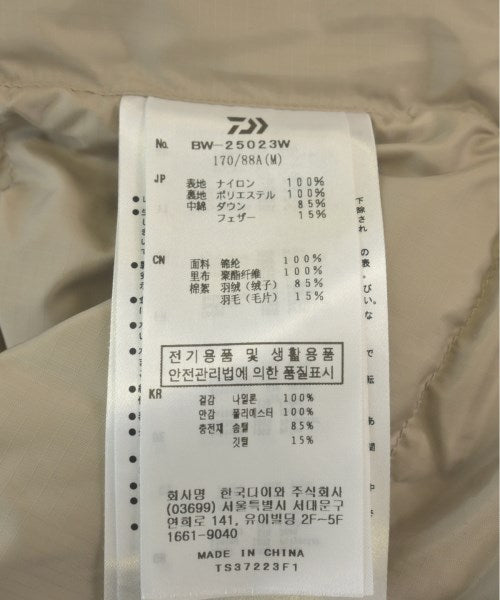 No. BW-25023W
170/88A(M)
JP 表地 ナイロン 100%
裏地 ポリエステル 100%
中綿 ダウン 85%
フェザー 15%
CN 面料 锦纶 100%
里布 聚酯纤维 100%
棉絮 羽绒（绒子） 85%
羽毛（毛片） 15%
전기용품 및 생활용품
안전관리법에 의한 품질표시
KR 겉감 나일론 100%
안감 폴리에스터 100%
충전재 솜털 85%
깃털 15%
회사명 한국다이와 주식회사
(03699) 서울특별시 서대문구
연희로 141, 유이빌딩 2F~5F
1661-9040
MADE IN CHINA
TS37223F1